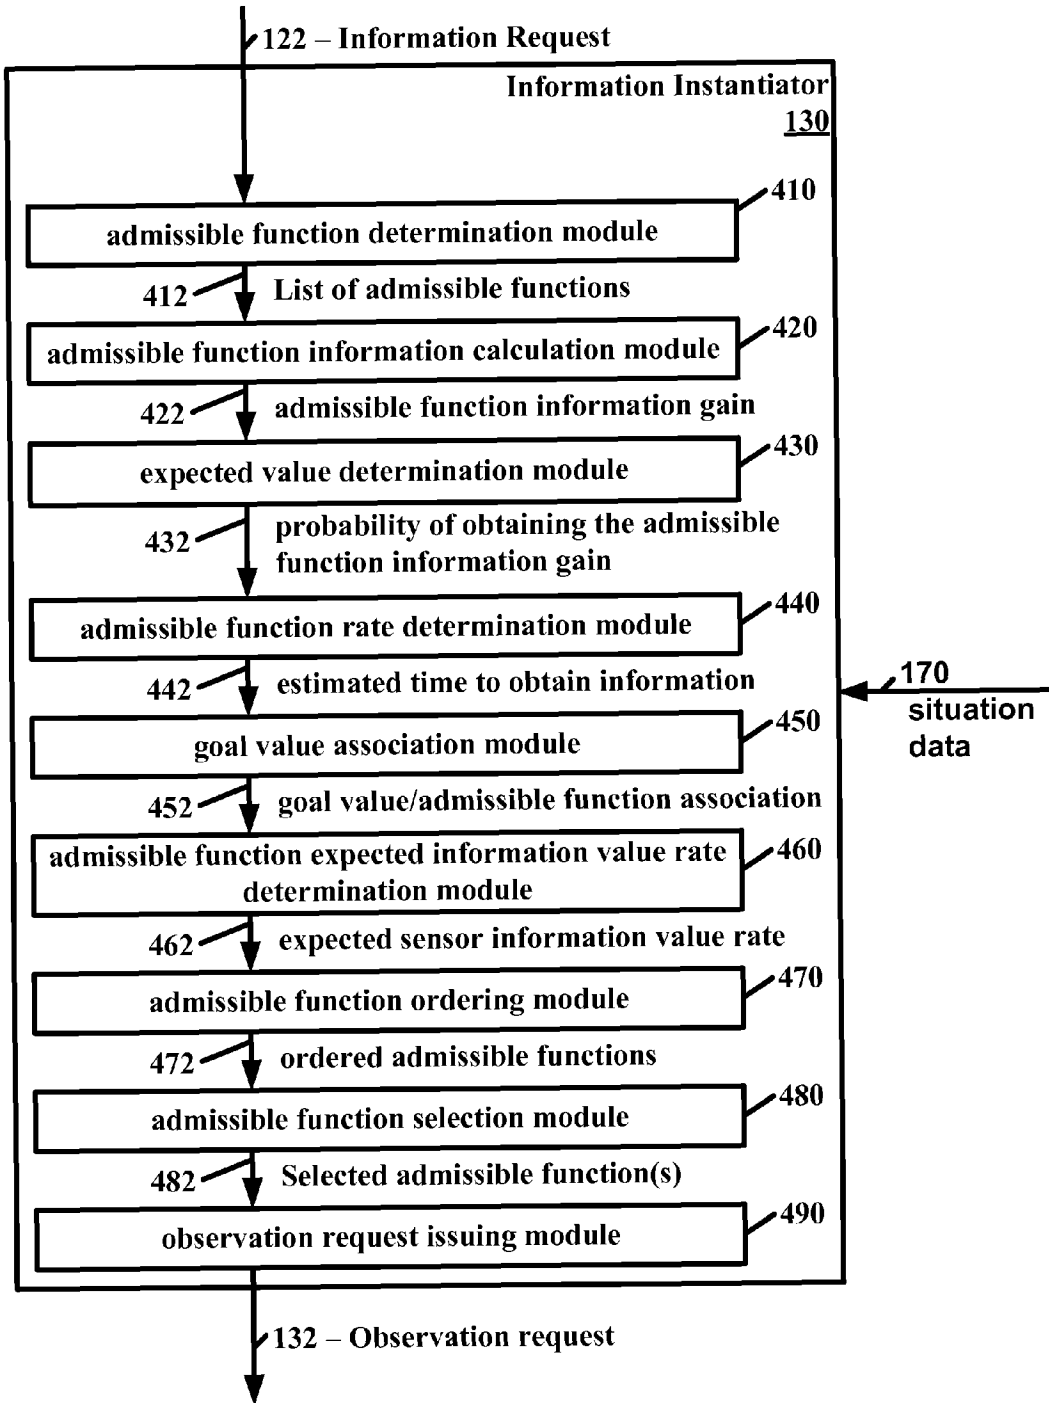 122 – Information Request
Information Instantiator
130
410
admissible function determination module
412
List of admissible functions
420
admissible function information calculation module
422
admissible function information gain
430
expected value determination module
432
probability of obtaining the admissible
function information gain
440
admissible function rate determination module
442
estimated time to obtain information
170
situation
data
450
goal value association module
452
goal value/admissible function association
460
admissible function expected information value rate
determination module
462
expected sensor information value rate
470
admissible function ordering module
472
ordered admissible functions
480
admissible function selection module
482
Selected admissible function(s)
490
observation request issuing module
132 – Observation request